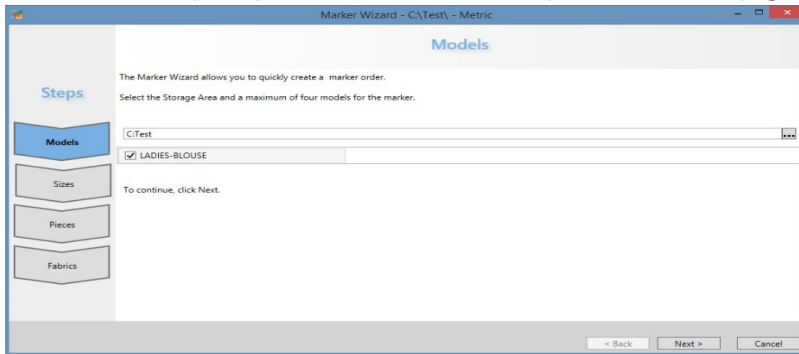 Marker Wizard - C:\Test\ - Metric
Models
The Marker Wizard allows you to quickly create a marker order.
Steps
Select the Storage Area and a maximum of four models for the marker.
C:Test
...
Models
LADIES-BLOUSE
Sizes
To continue, click Next.
Pieces
Fabrics
< Back
Next >
Cancel